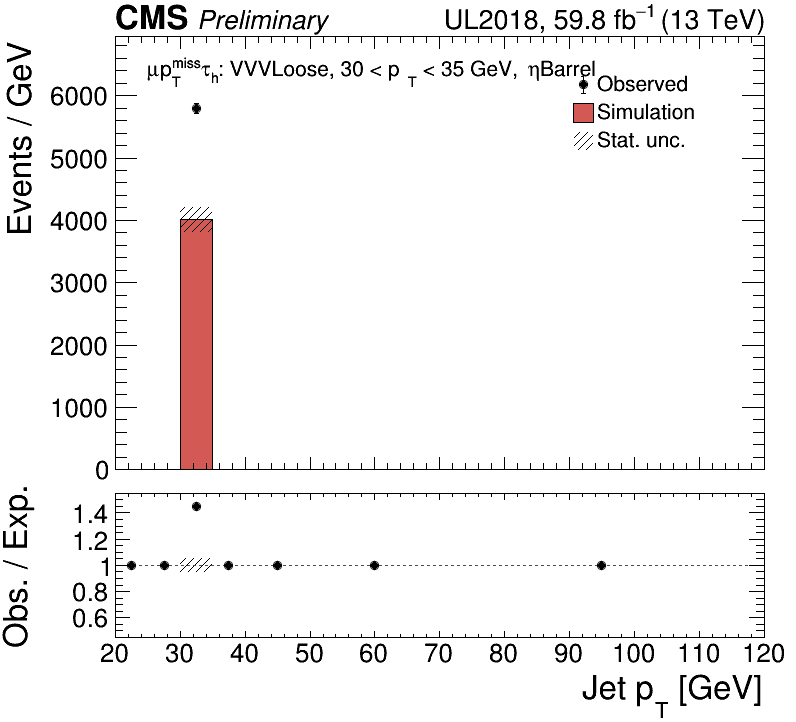 CMS Preliminary UL2018, 59.8 fb⁻¹ (13 TeV)
μp_T^miss τ_h: VVVLoose, 30 < p_T < 35 GeV, ηBarrel
Observed
Simulation
Stat. unc.
Events / GeV
6000
5000
4000
3000
2000
1000
0
Obs. / Exp.
1.4
1.2
1
0.8
0.6
20 30 40 50 60 70 80 90 100 110 120
Jet p_T [GeV]